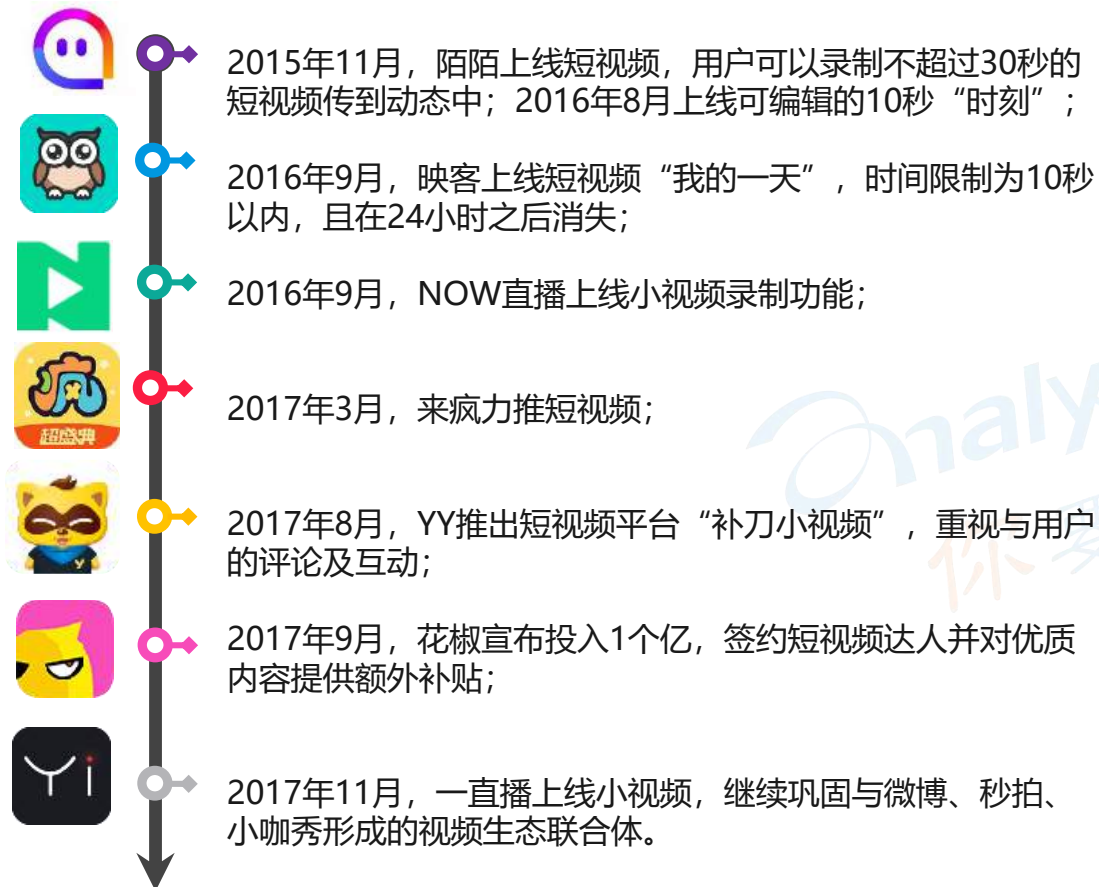 2015年11月，陌陌上线短视频，用户可以录制不超过30秒的
短视频传到动态中；2016年8月上线可编辑的10秒“时刻”；
2016年9月，映客上线短视频“我的一天”，时间限制为10秒
以内，且在24小时之后消失；
2016年9月，NOW直播上线小视频录制功能；
疯
超盛典
2017年3月，来疯力推短视频；
naly
你要
2017年8月，YY推出短视频平台“补刀小视频”，重视与用户
的评论及互动；
y
2017年9月，花椒宣布投入1个亿，签约短视频达人并对优质
内容提供额外补贴；
Yi
2017年11月，一直播上线小视频，继续巩固与微博、秒拍、
小咖秀形成的视频生态联合体。